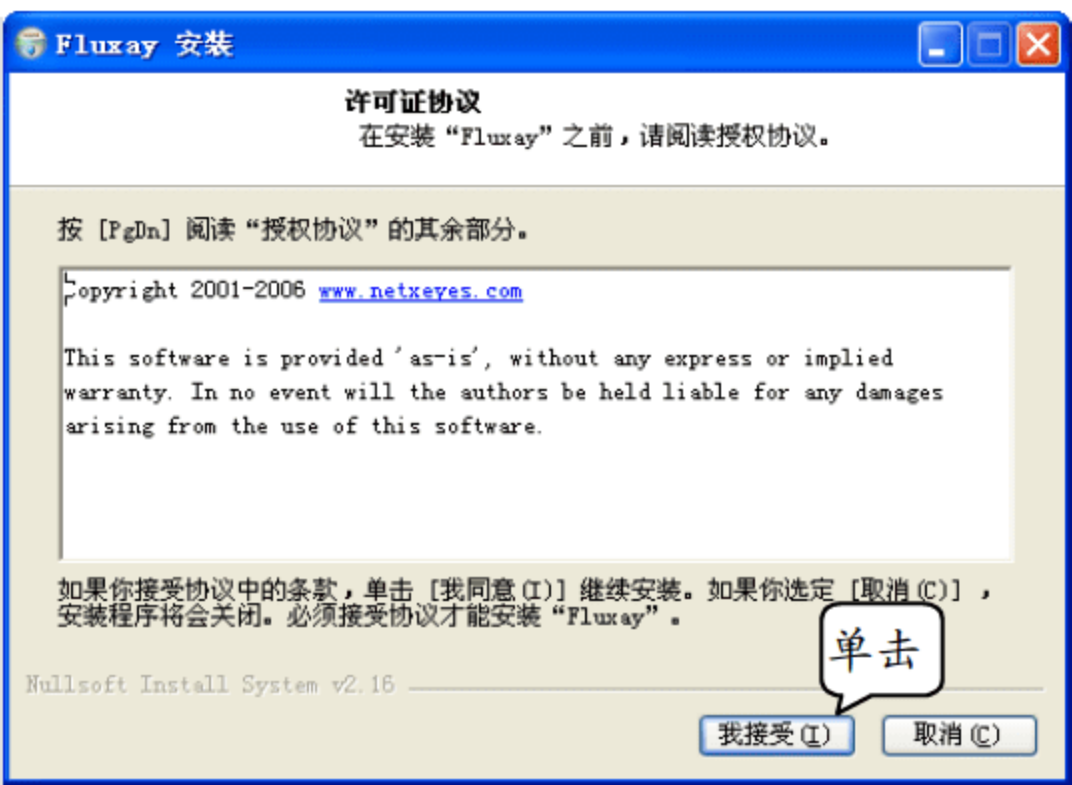 Fluxay 安装
许可证协议
在安装“Fluxay”之前，请阅读授权协议。
按 [PgDn] 阅读“授权协议”的其余部分。
Copyright 2001-2006 www.netxeyes.com
This software is provided 'as-is', without any express or implied
warranty. In no event will the authors be held liable for any damages
arising from the use of this software.
如果你接受协议中的条款，单击 [我同意(I)] 继续安装。如果你选定 [取消(C)] ，
安装程序将会关闭。必须接受协议才能安装“Fluxay”。
单击
Nullsoft Install System v2.16
我接受(I) 取消(C)